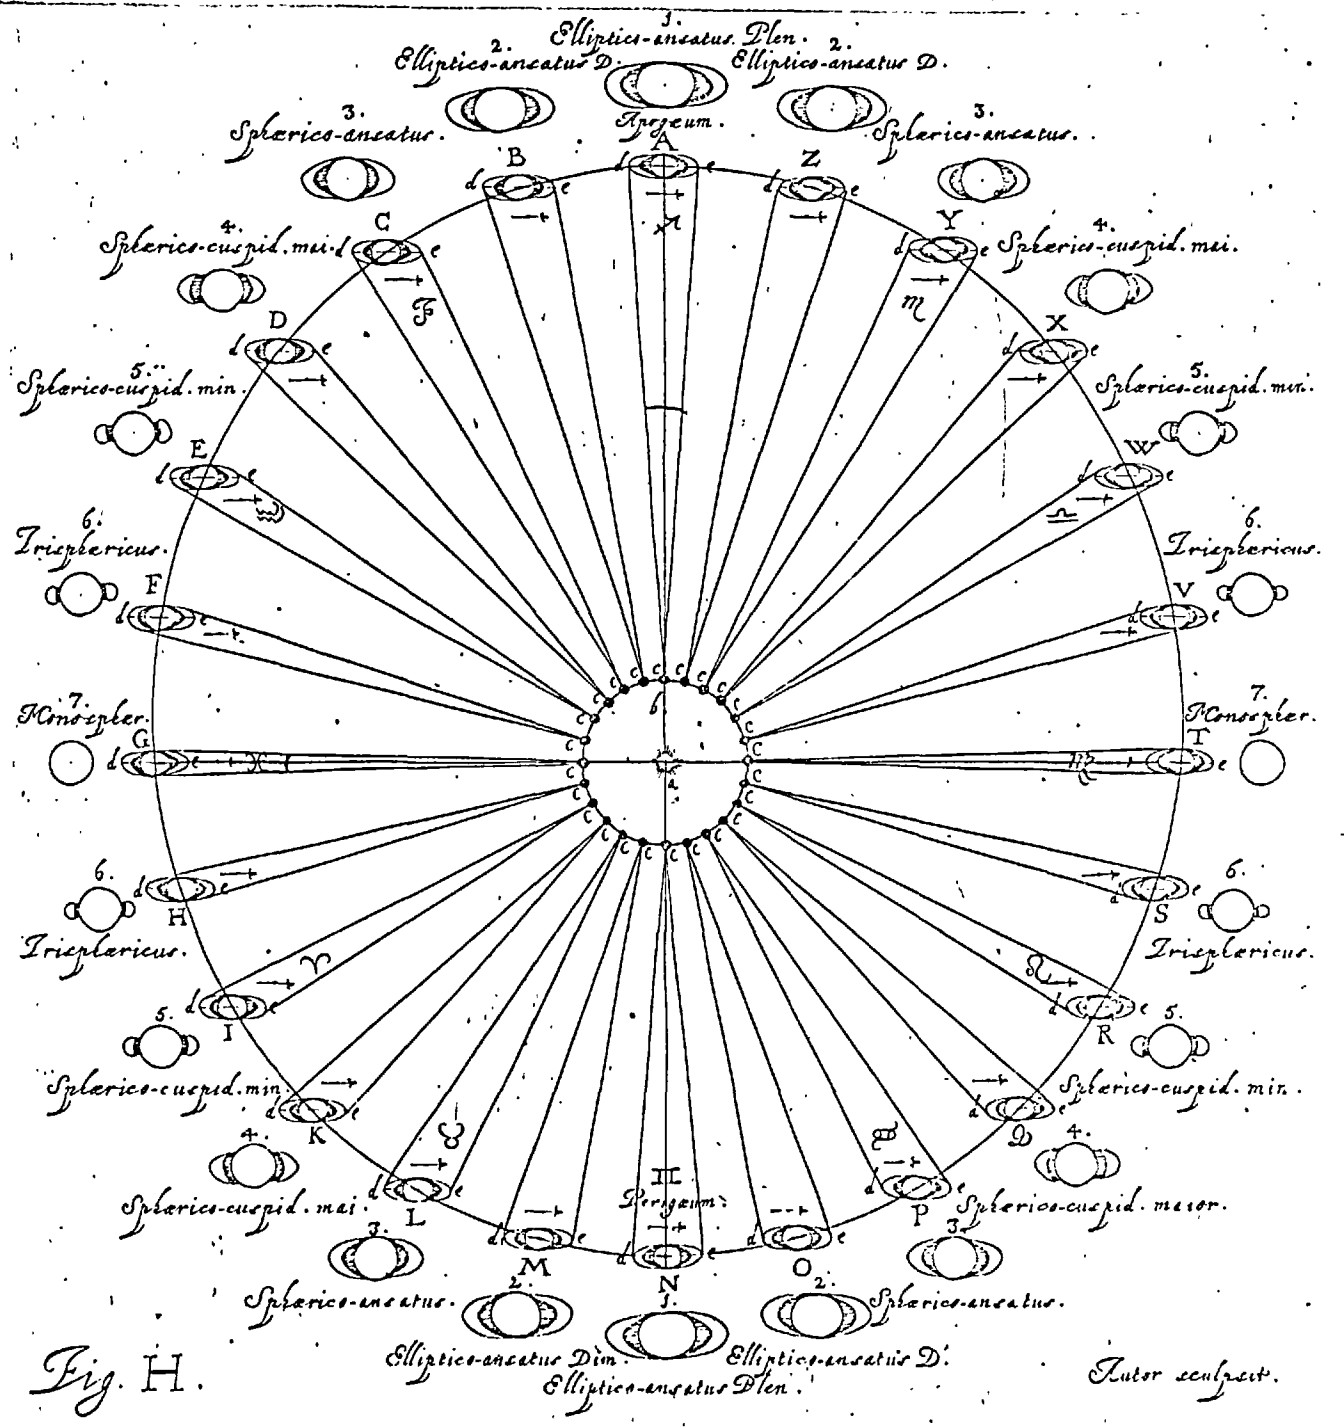 1.
Elliptico-ansatus. Plen.
2.
Elliptico-ansatus D.
2.
Elliptico-ansatus D.
3.
Sphærico-ansatus.
Apogæum.
3.
Sphærico-ansatus.
A
d e
B
d e
Z
d e
C
d e
Y
d e
♐
4.
Sphærico-cuspid. mai.
4.
Sphærico-cuspid. mai.
♏
D
d e
X
d e
5.
Sphærico-cuspid. min.
5.
Sphærico-cuspid. min.
E
d e
W
d e
♎
6.
Trisphæricus.
6.
Trisphæricus.
F
d e
V
d
7.
Monosphær.
7.
Monosphær.
G
d e
♓
c c c c c c c c c c c c c c c c c c c c c c c c
b
a
♍
T
e
6.
H
d e
6.
S
d e
Trisphæricus.
Trisphæricus.
♈
♌
5.
I
d e
5.
R
d e
Sphærico-cuspid. min.
Sphærico-cuspid. min.
4.
K
d e
4.
Q
d e
♉
♊
Perigæum.
Sphærico-cuspid. mai.
Sphærico-cuspid. maior.
3.
L
d e
3.
P
d e
Sphærico-ansatus.
Sphærico-ansatus.
M
d e
2.
N
d e
1.
O
d e
2.
Elliptico-ansatus Dim.
Elliptico-ansatus D.
Elliptico-ansatus Plen.
Fig. H.
Autor sculpsit.